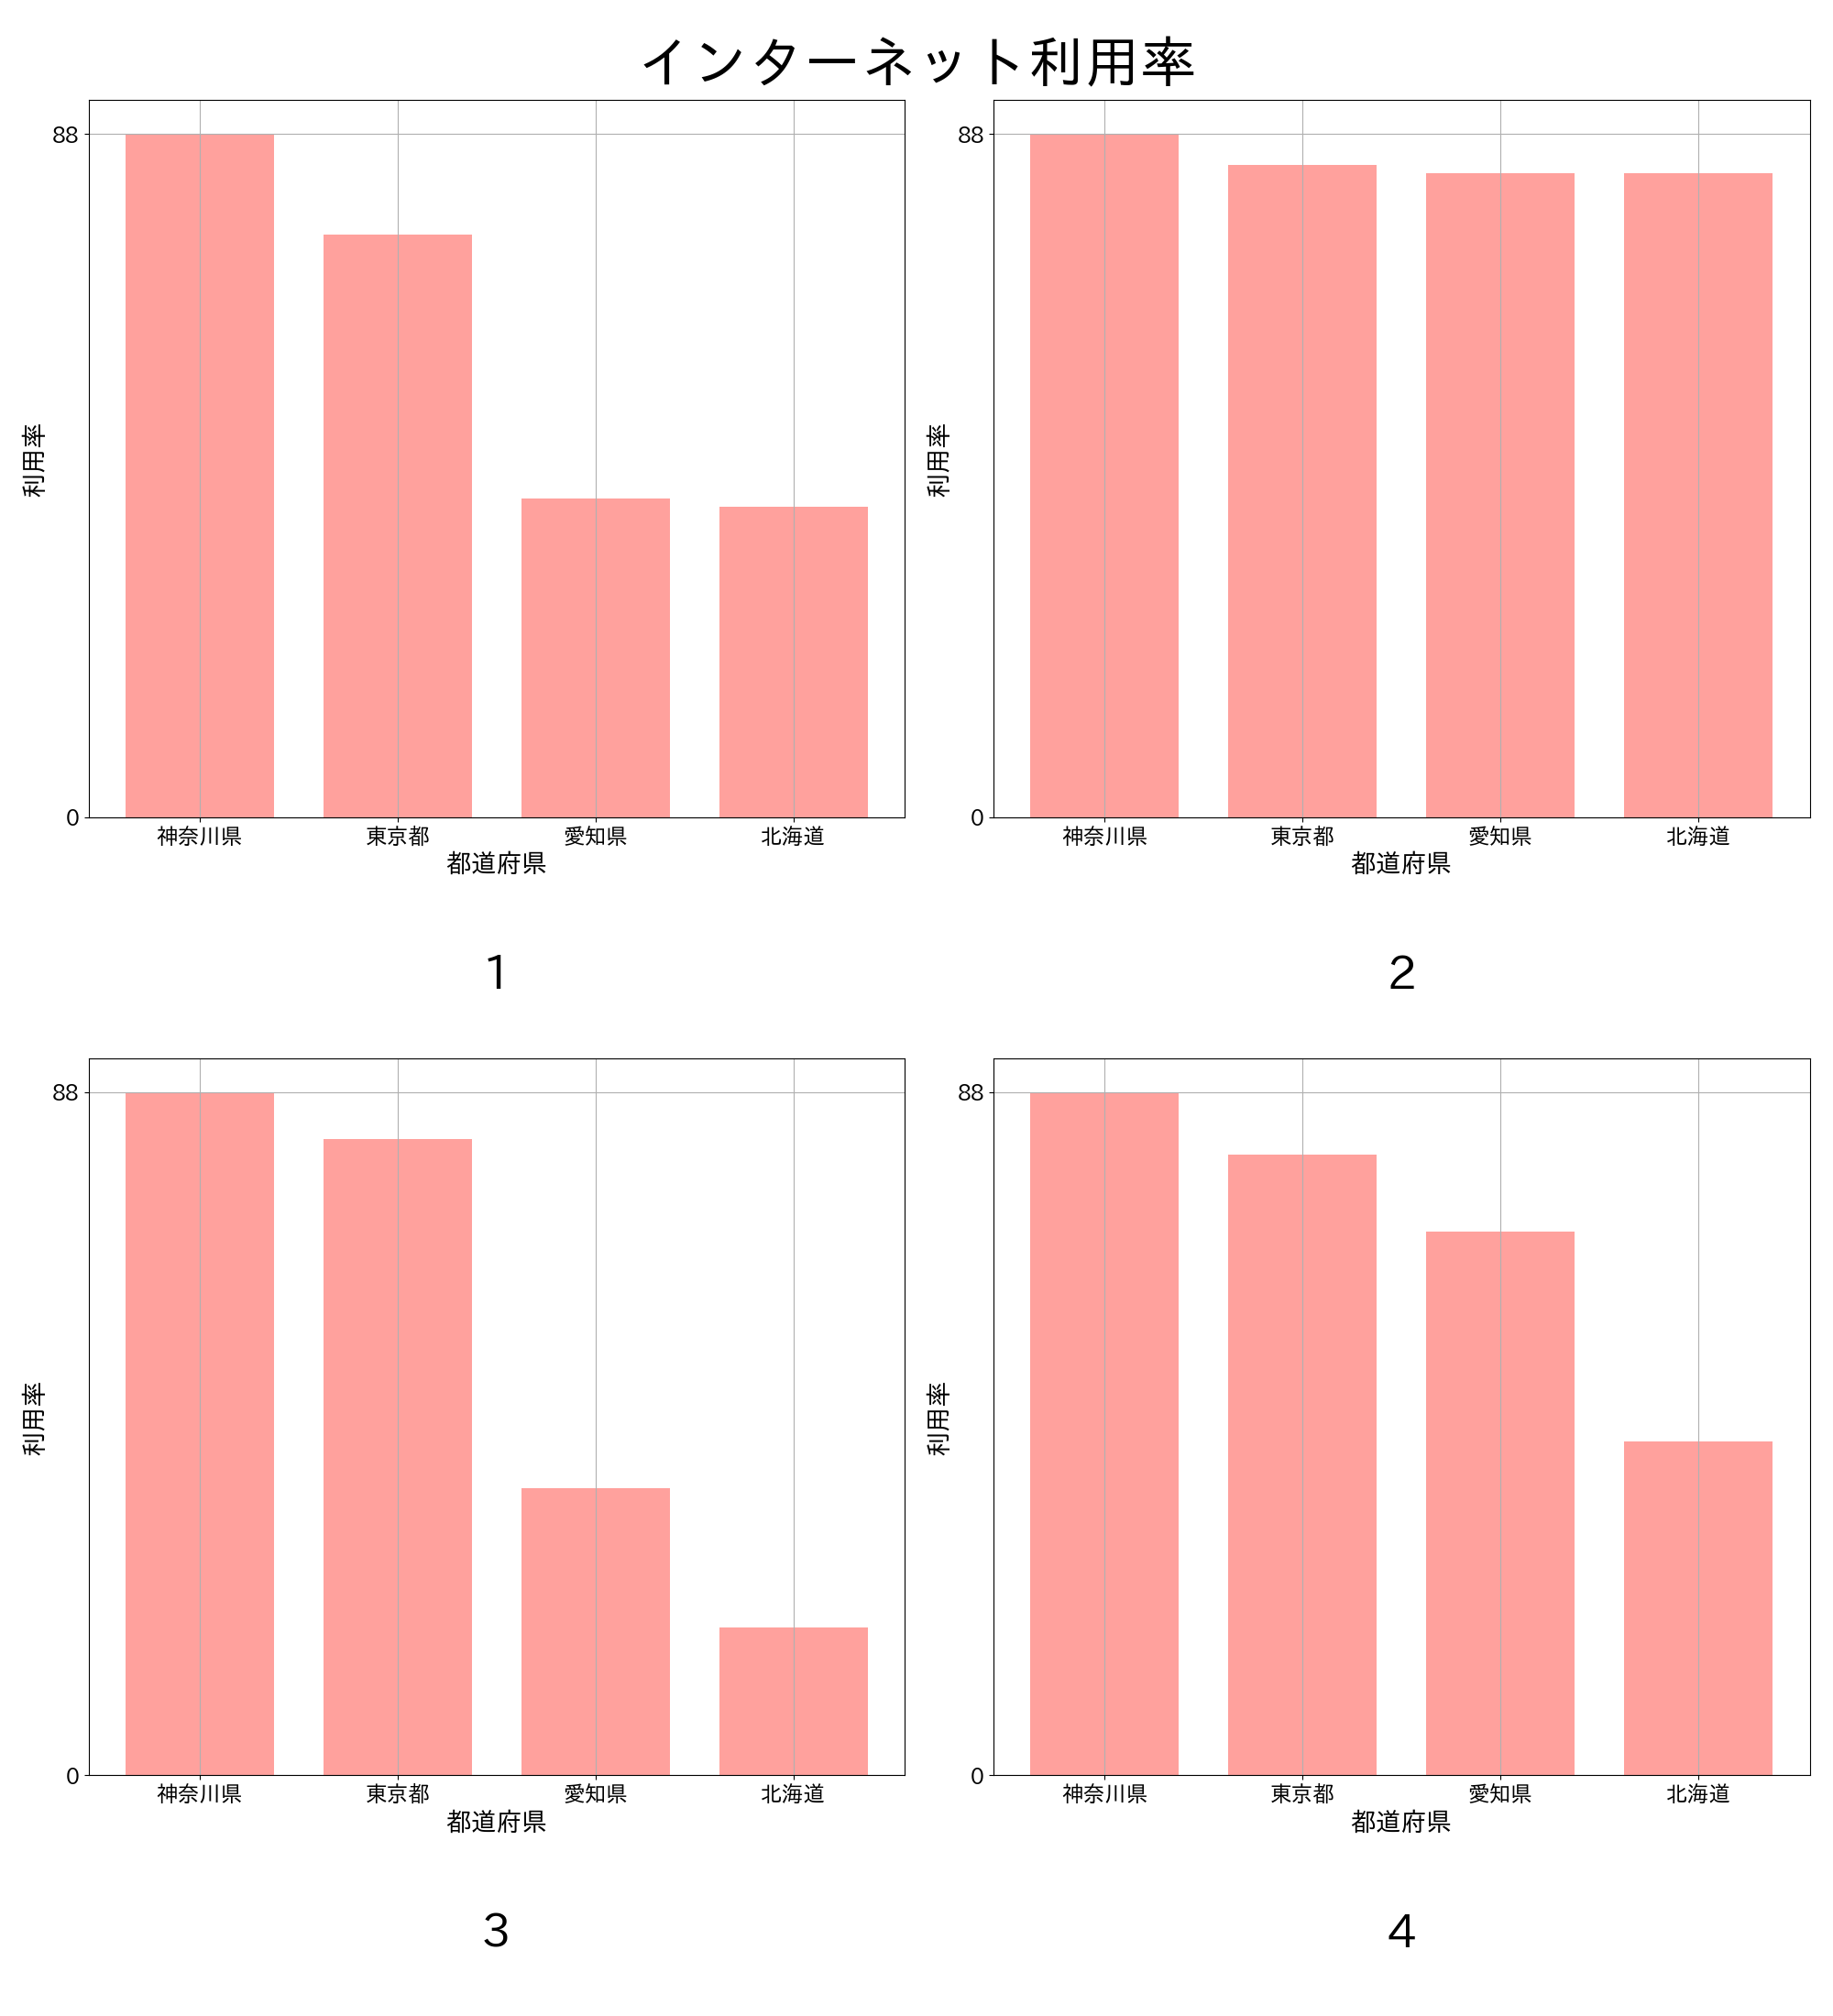 インターネット利用率
88
0
利用率
神奈川県 東京都 愛知県 北海道
都道府県
1
88
0
利用率
神奈川県 東京都 愛知県 北海道
都道府県
2
88
0
利用率
神奈川県 東京都 愛知県 北海道
都道府県
3
88
0
利用率
神奈川県 東京都 愛知県 北海道
都道府県
4